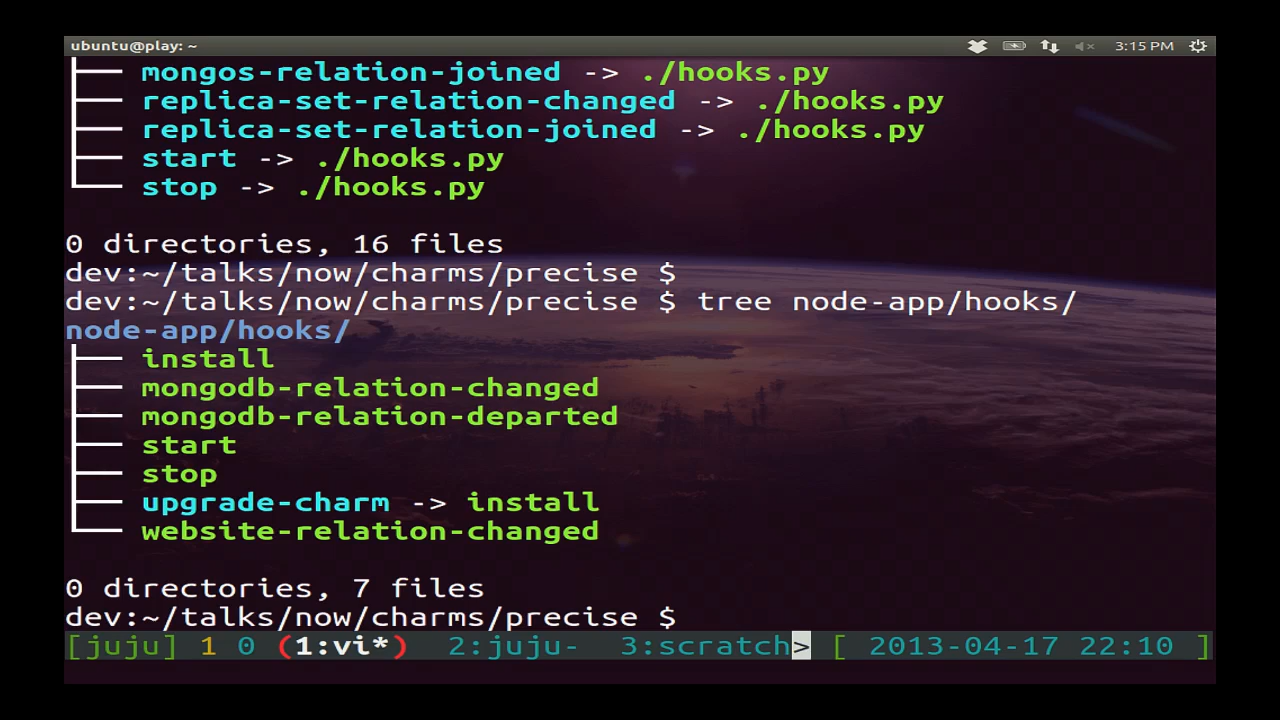 ubuntu@play: ~ 3:15 PM
├── mongos-relation-joined -> ./hooks.py
├── replica-set-relation-changed -> ./hooks.py
├── replica-set-relation-joined -> ./hooks.py
├── start -> ./hooks.py
└── stop -> ./hooks.py
0 directories, 16 files
dev:~/talks/now/charms/precise $
dev:~/talks/now/charms/precise $ tree node-app/hooks/
node-app/hooks/
├── install
├── mongodb-relation-changed
├── mongodb-relation-departed
├── start
├── stop
├── upgrade-charm -> install
└── website-relation-changed
0 directories, 7 files
dev:~/talks/now/charms/precise $
[juju] 1 0 (1:vi*) 2:juju- 3:scratch> [ 2013-04-17 22:10 ]